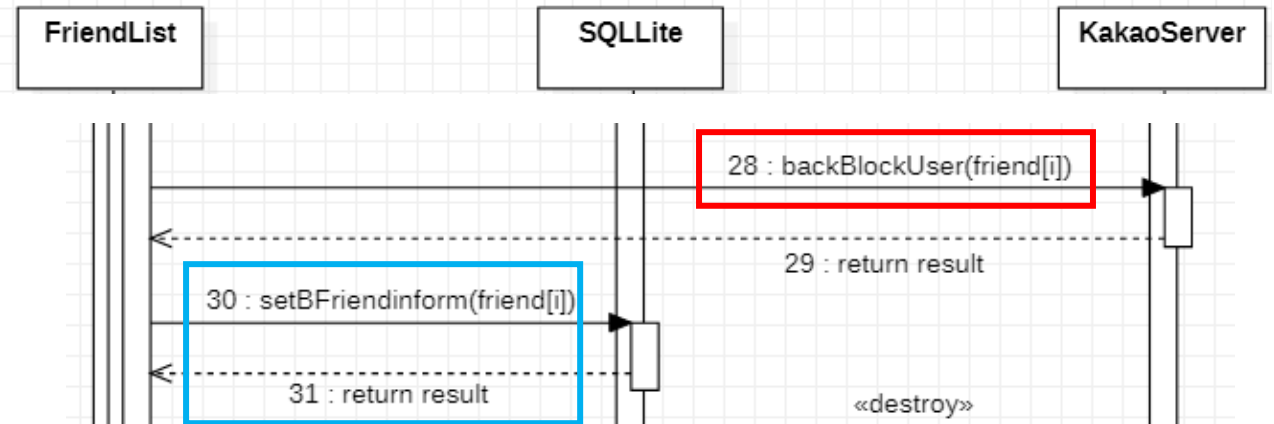 FriendList
SQLLite
KakaoServer
28 : backBlockUser(friend[i])
29 : return result
30 : setBFriendinform(friend[i])
31 : return result
«destroy»